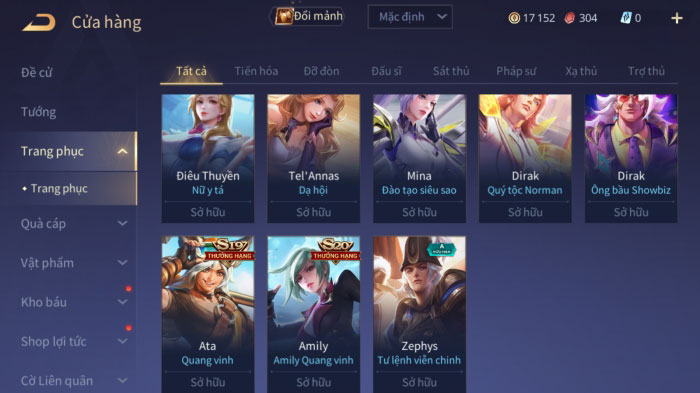 Cửa hàng
Đổi mảnh
Mặc định
17 152
304
0
Đề cử
Tướng
Trang phục
Trang phục
Quà cáp
Vật phẩm
Kho báu
Shop lợi tức
Cờ Liên quân
Tất cả Tiến hóa Đỡ đòn Đấu sĩ Sát thủ Pháp sư Xạ thủ Trợ thủ
Điêu Thuyền
Nữ y tá
Sở hữu
Tel'Annas
Dạ hội
Sở hữu
Mina
Đào tạo siêu sao
Sở hữu
Dirak
Quý tộc Norman
Sở hữu
Dirak
Ông bầu Showbiz
Sở hữu
S19
THƯỞNG HẠNG
Ata
Quang vinh
Sở hữu
S20
THƯỞNG HẠNG
Amily
Amily Quang vinh
Sở hữu
A
Zephys
Tư lệnh viễn chinh
Sở hữu